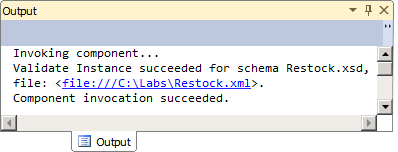 Output
Invoking component...
Validate Instance succeeded for schema Restock.xsd,
file: <file:///C:\Labs\Restock.xml>.
Component invocation succeeded.
Output